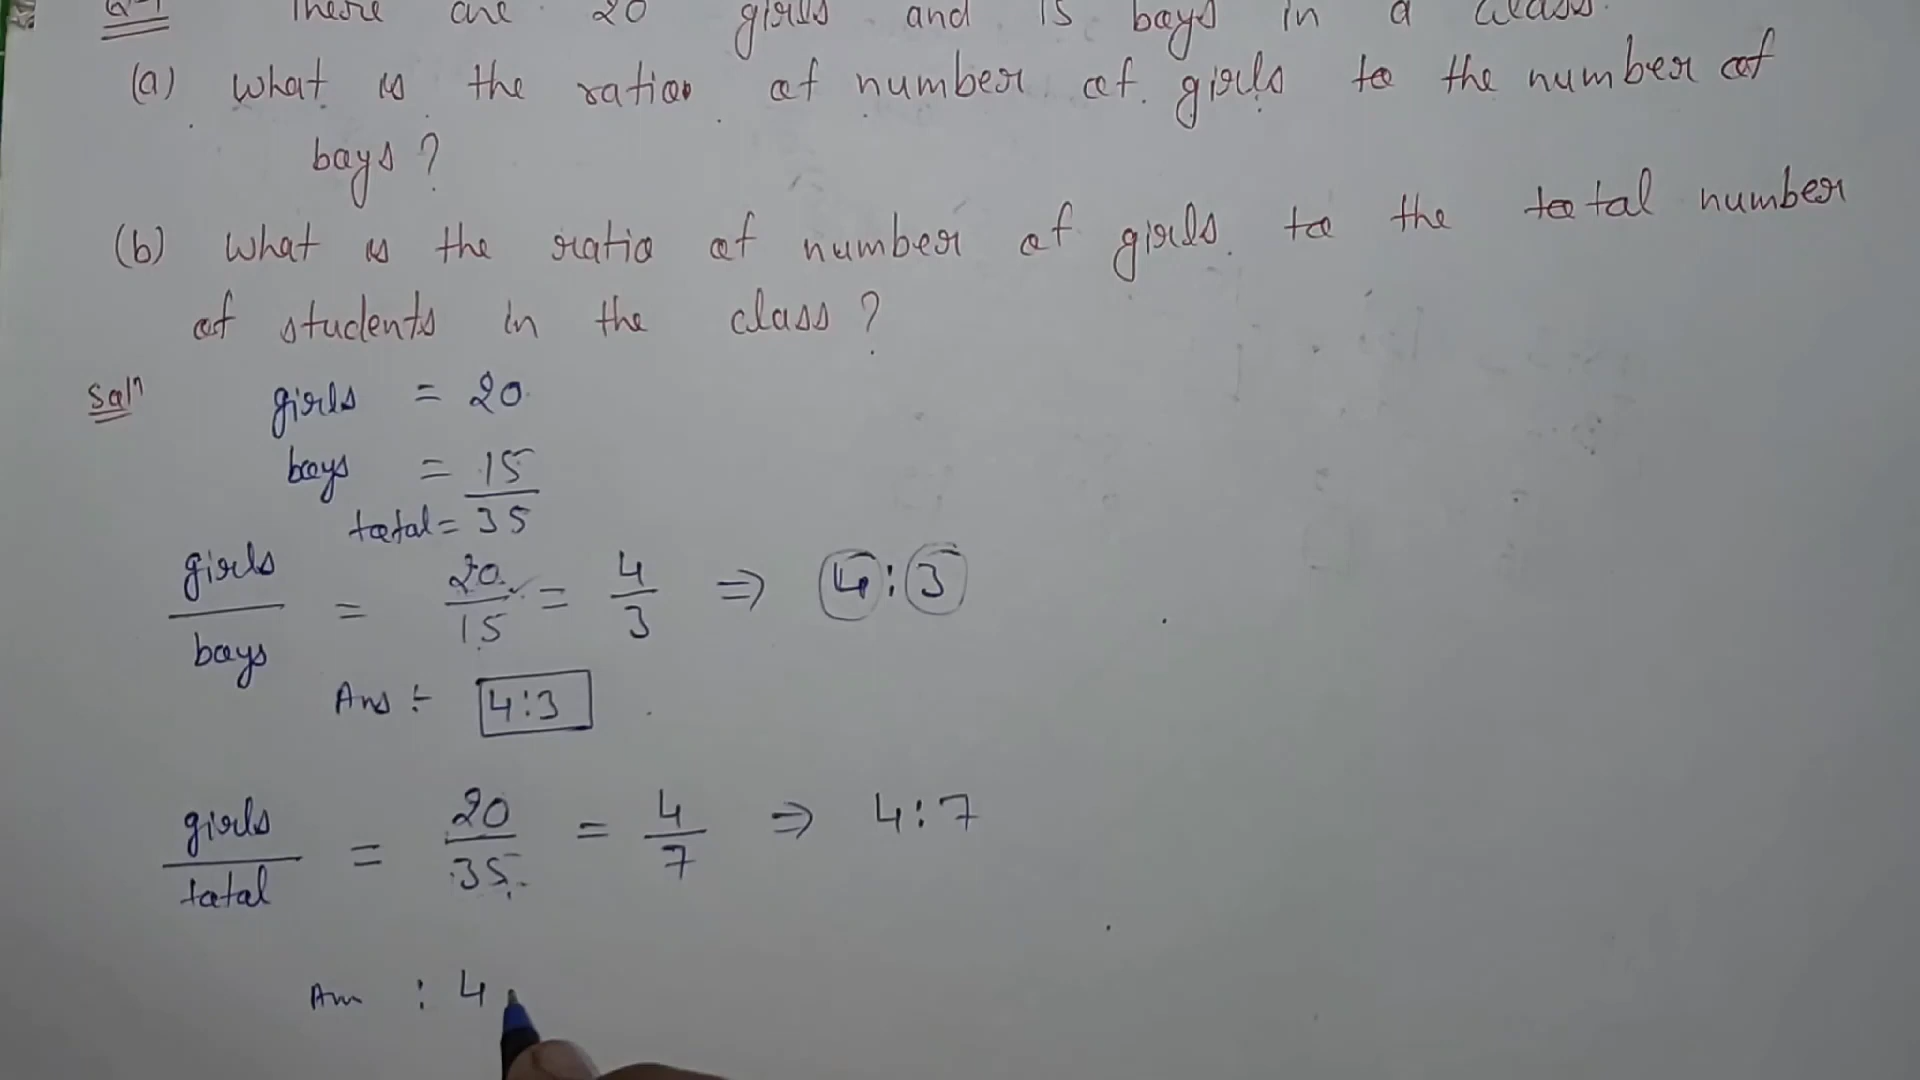 Q-1 There are 20 girls and 15 boys in a class.
(a) What is the ratio of number of girls to the number of
boys ?
(b) What is the ratio of number of girls to the total number
of students in the class ?
Solⁿ girls = 20
boys = 15
total = 35
girls/boys = 20/15 = 4/3 ⇒ 4:3
Ans :- 4:3
girls/total = 20/35 = 4/7 ⇒ 4:7
Ans : 4